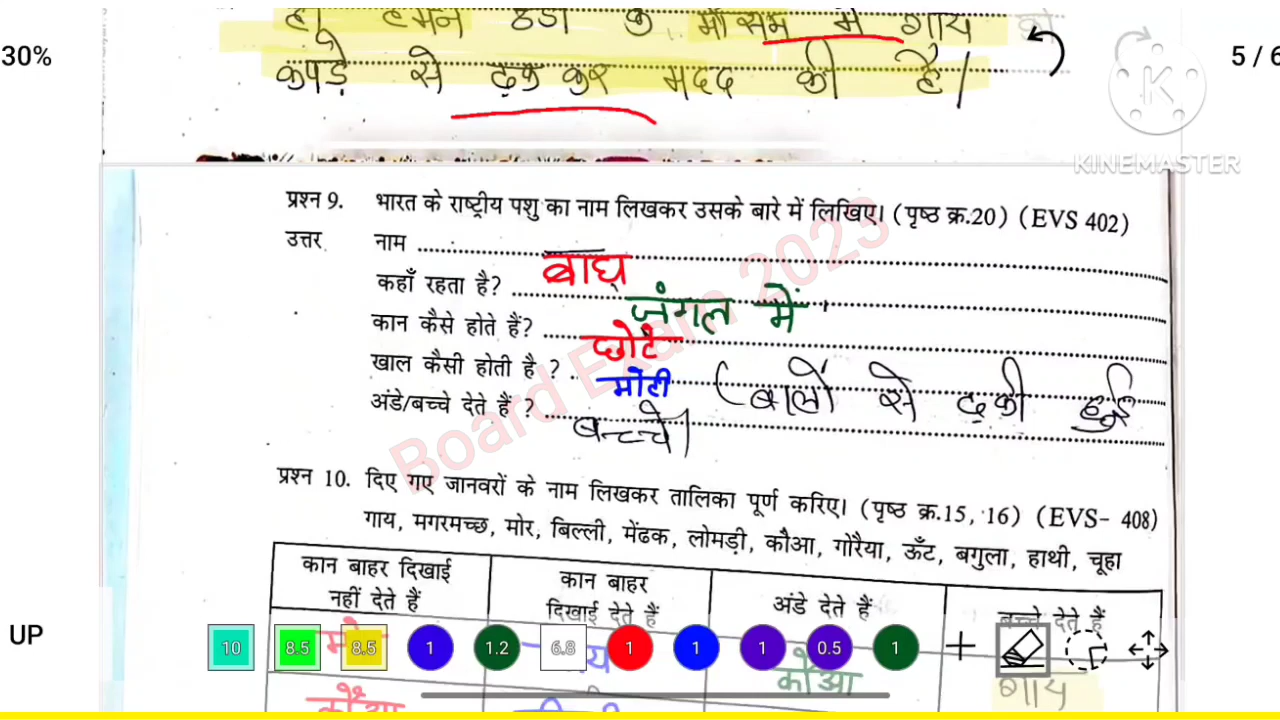 30%
5 / 6
है। हमने ठंडी के मौसम में गाय को
कपड़े से ढ़क कर मदद की है।
KINEMASTER
प्रश्न 9. भारत के राष्ट्रीय पशु का नाम लिखकर उसके बारे में लिखिए। (पृष्ठ क्र.20) (EVS 402)
उत्तर नाम बाघ
कहाँ रहता है? जंगल में
कान कैसे होते हैं? छोटे
खाल कैसी होती है ? मोटी (बालों से ढ़की हुई
अंडे/बच्चे देते हैं ? बच्चे।
Board Exam 2023
प्रश्न 10. दिए गए जानवरों के नाम लिखकर तालिका पूर्ण करिए। (पृष्ठ क्र.15, 16) (EVS- 408)
गाय, मगरमच्छ, मोर, बिल्ली, मेंढक, लोमड़ी, कौआ, गोरैया, ऊँट, बगुला, हाथी, चूहा
कान बाहर दिखाई नहीं देते हैं
कान बाहर दिखाई देते हैं
अंडे देते हैं
बच्चे देते हैं
UP
10 8.5 8.5 1 1.2 6.8 1 1 1 0.5 1
कौआ
गाय
कौआ